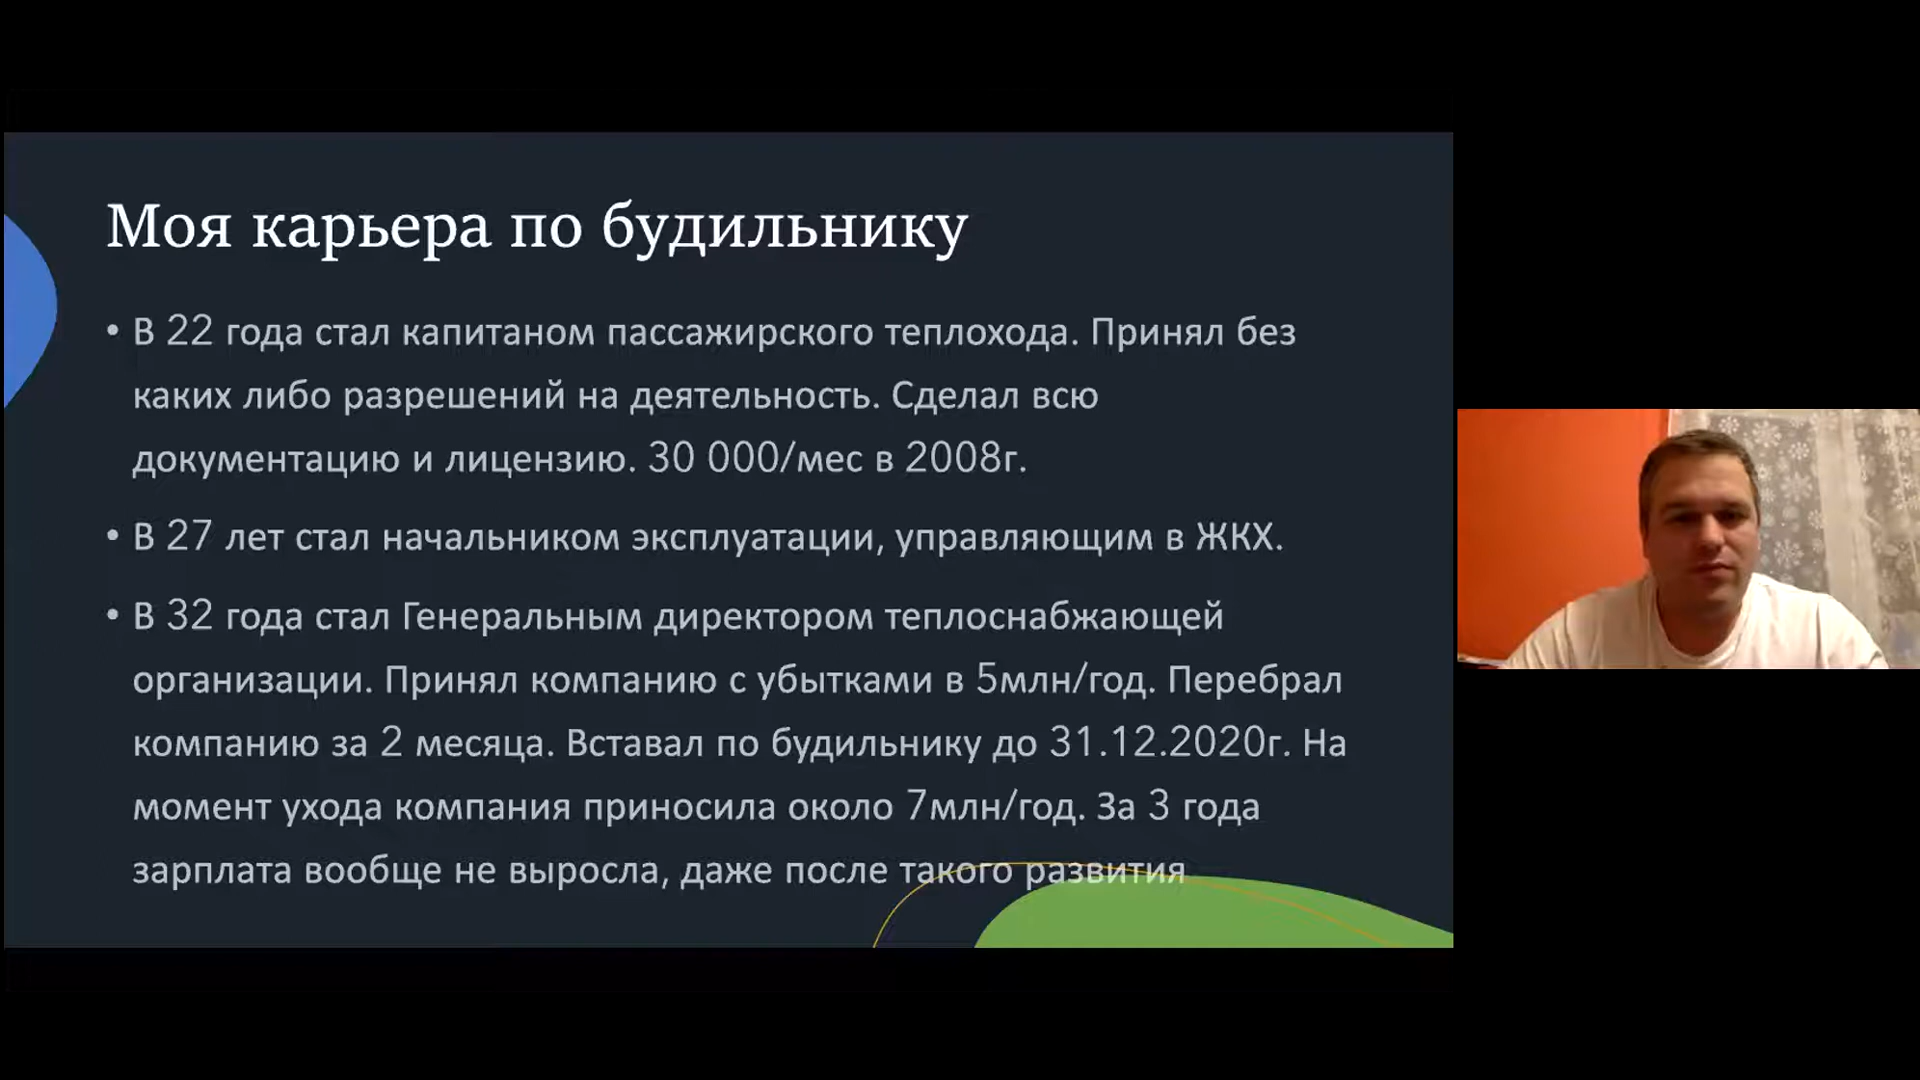 Моя карьера по будильнику
• В 22 года стал капитаном пассажирского теплохода. Принял без
каких либо разрешений на деятельность. Сделал всю
документацию и лицензию. 30 000/мес в 2008г.
• В 27 лет стал начальником эксплуатации, управляющим в ЖКХ.
• В 32 года стал Генеральным директором теплоснабжающей
организации. Принял компанию с убытками в 5млн/год. Перебрал
компанию за 2 месяца. Вставал по будильнику до 31.12.2020г. На
момент ухода компания приносила около 7млн/год. За 3 года
зарплата вообще не выросла, даже после такого развития